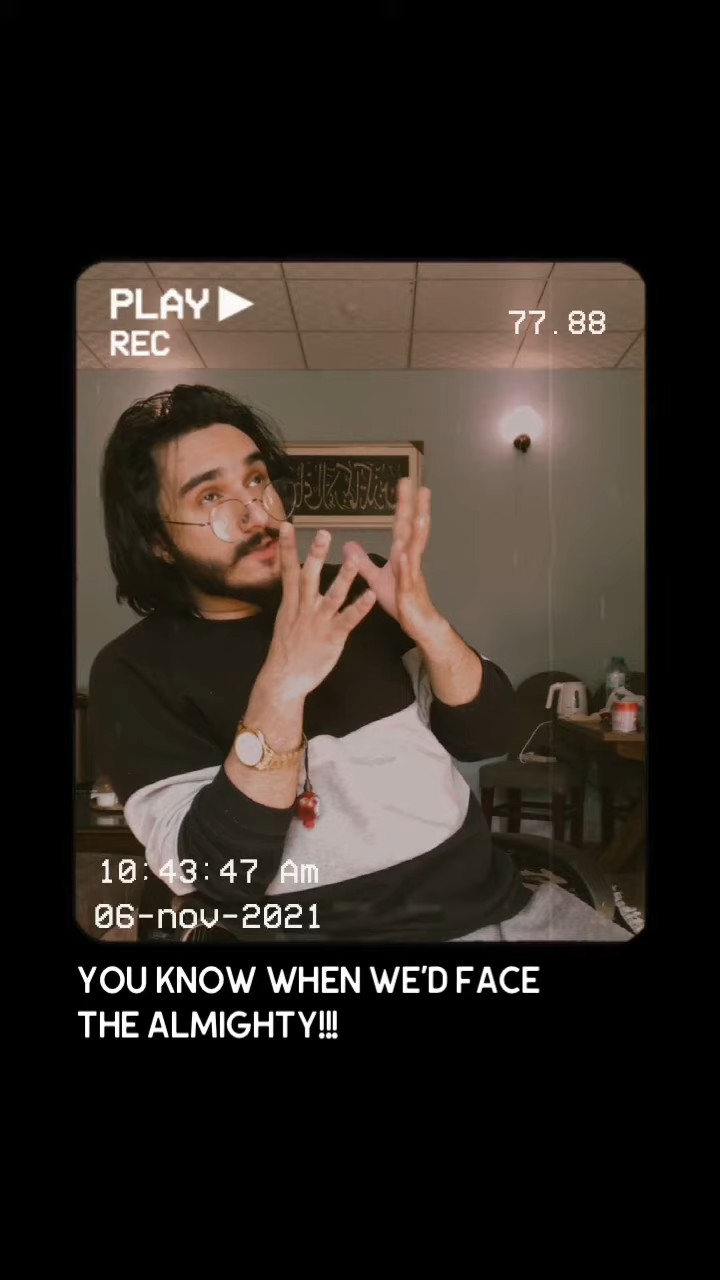 PLAY
REC
77.88
10:43:47 Am
06-nov-2021
YOU KNOW WHEN WE'D FACE
THE ALMIGHTY!!!